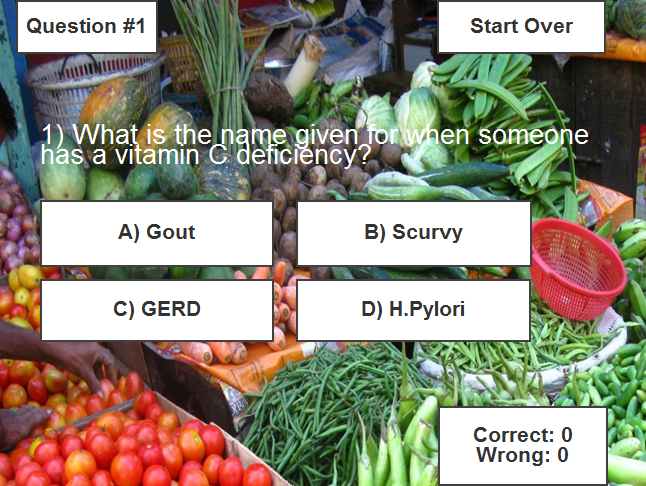 Question #1
Start Over
1) What is the name given for when someone
has a vitamin C deficiency?
A) Gout
B) Scurvy
C) GERD
D) H.Pylori
Correct: 0
Wrong: 0